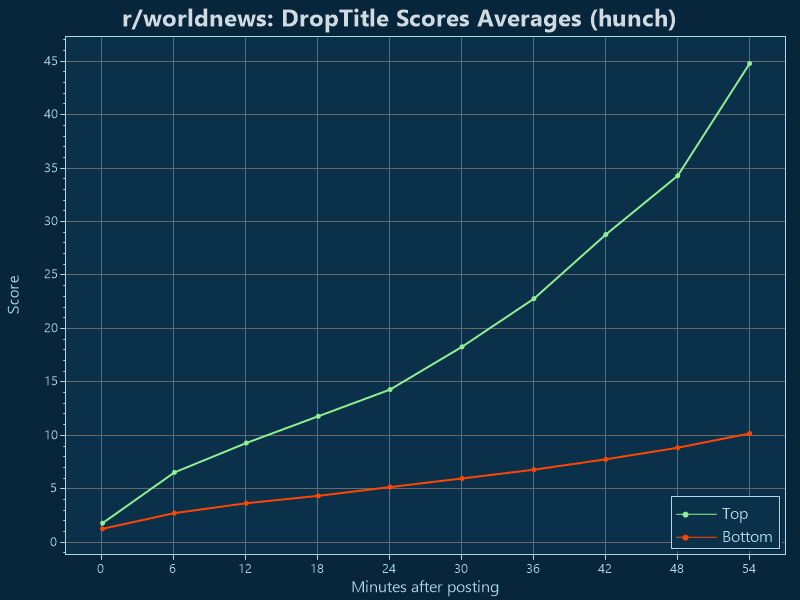 r/worldnews: DropTitle Scores Averages (hunch)
45
40
35
30
25
20
15
10
5
0
Score
Top
Bottom
0 6 12 18 24 30 36 42 48 54
Minutes after posting